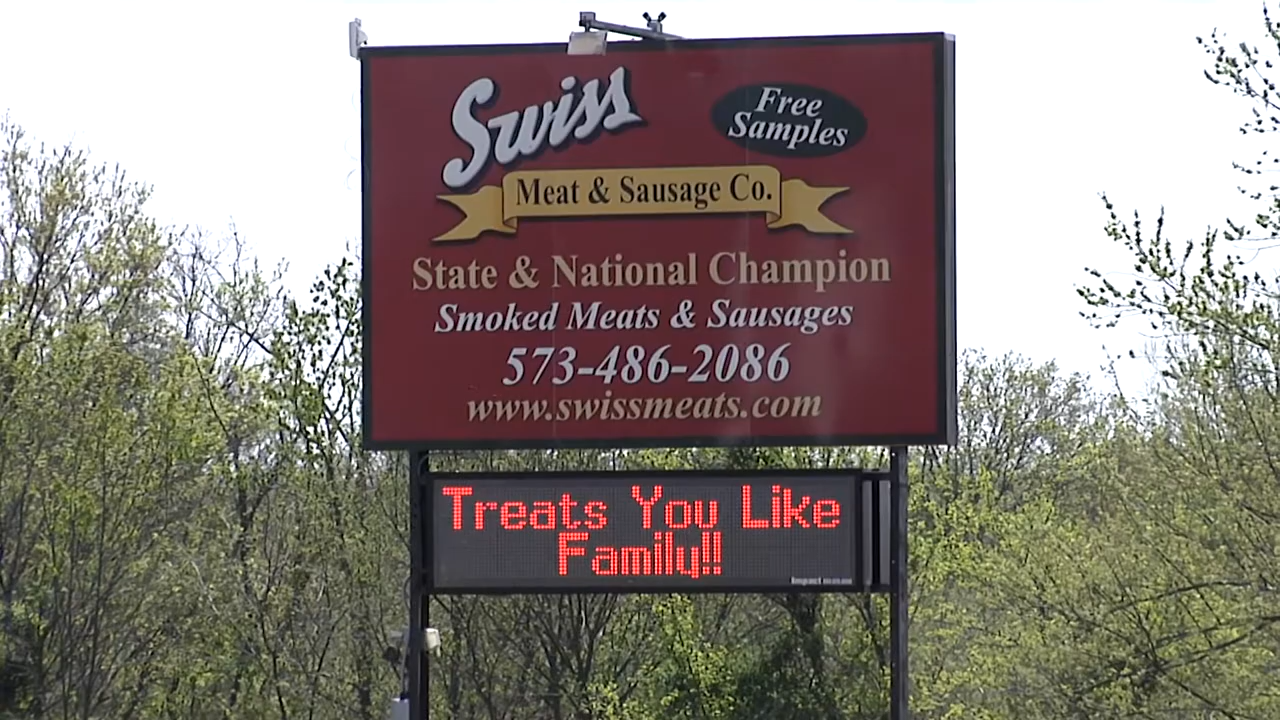 Swiss
Free
Samples
Meat & Sausage Co.
State & National Champion
Smoked Meats & Sausages
573-486-2086
www.swissmeats.com
Treats You Like
Family!!
Impact